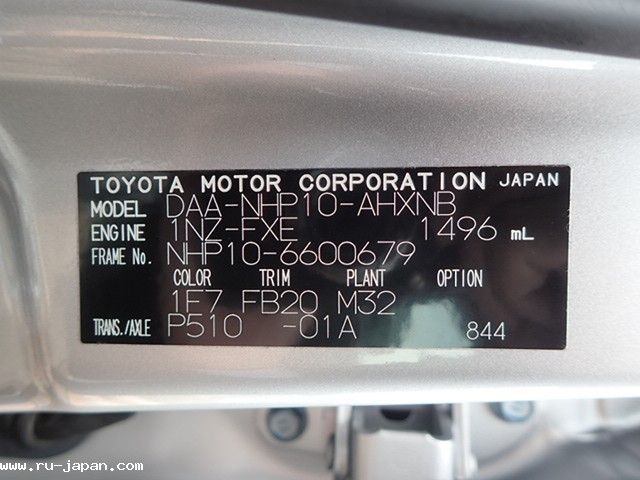 TOYOTA MOTOR CORPORATION JAPAN
MODEL DAA-NHP10-AHXNB
ENGINE 1NZ-FXE 1496 mL
FRAME No. NHP10-6600679
COLOR TRIM PLANT OPTION
1F7 FB20 M32
TRANS./AXLE P510 -01A 844
www.ru-japan.com